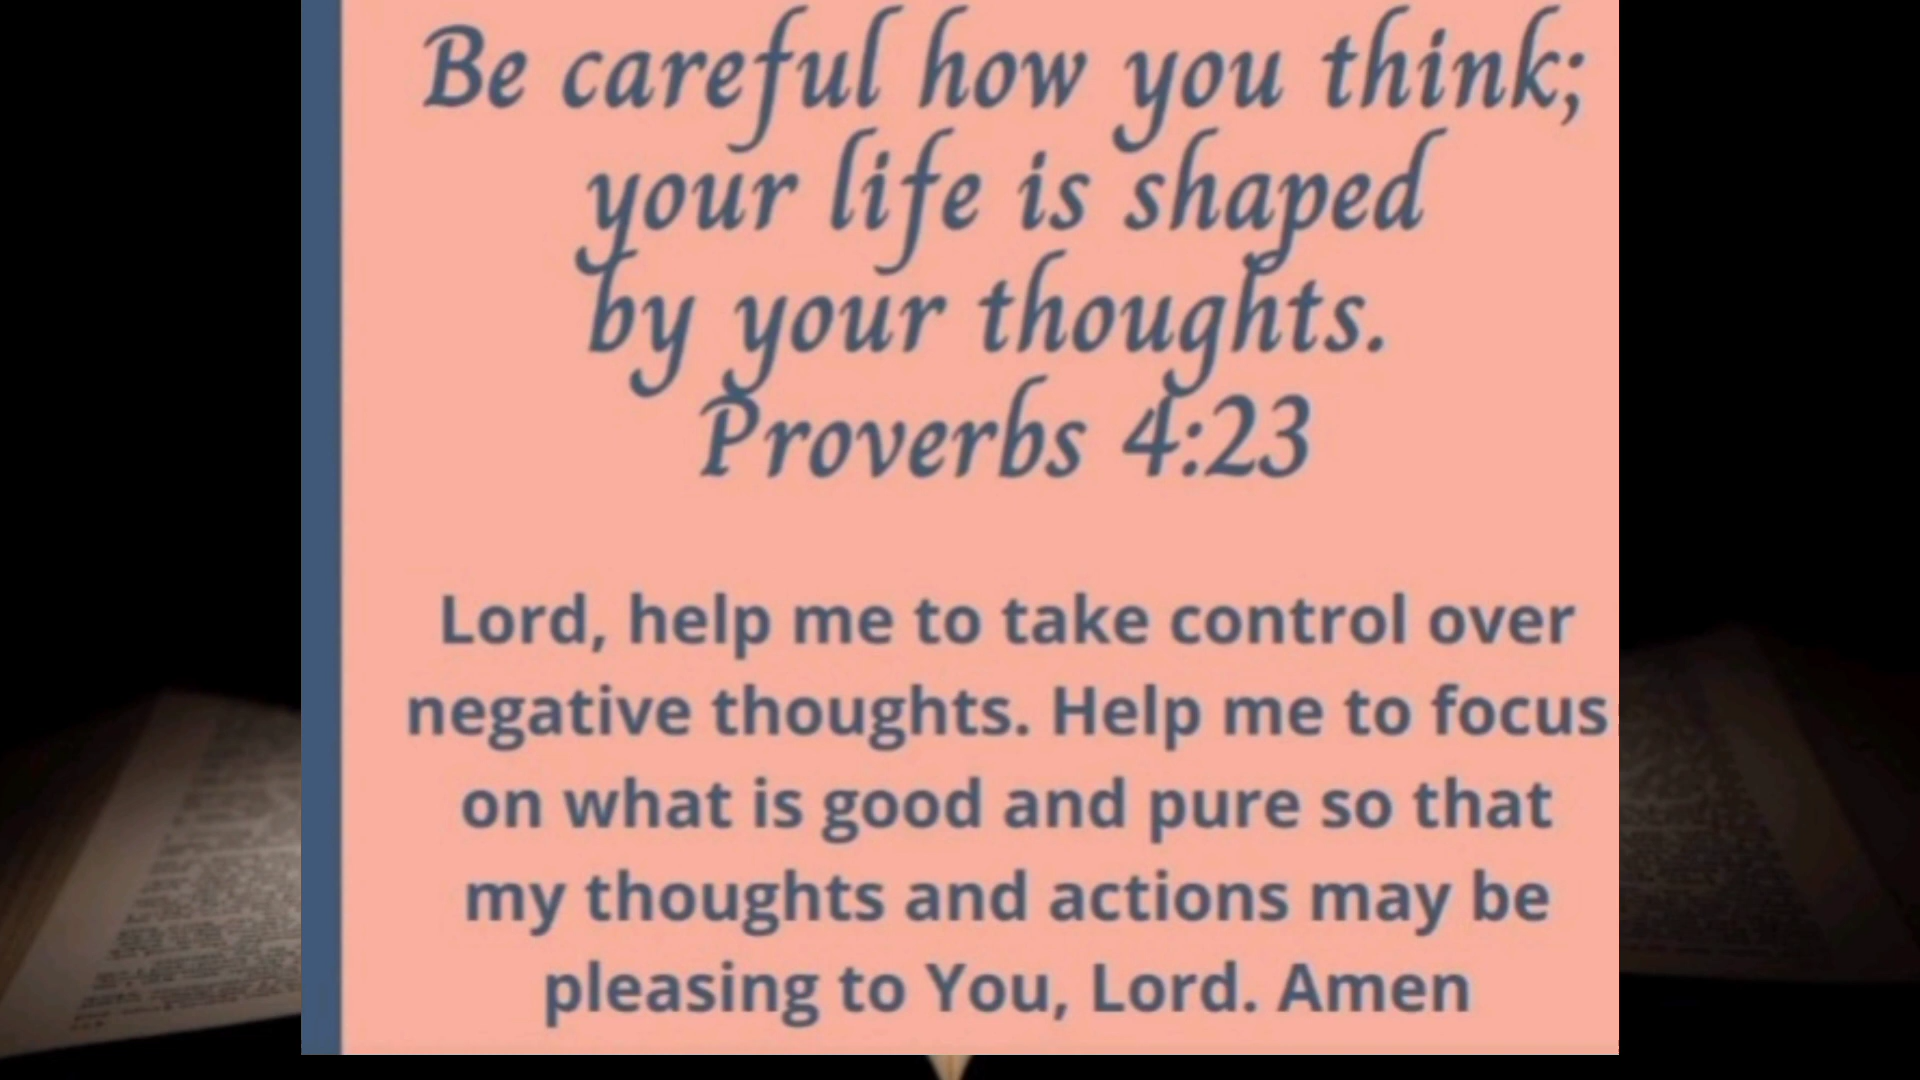 Be careful how you think;
your life is shaped
by your thoughts.
Proverbs 4:23
Lord, help me to take control over
negative thoughts. Help me to focus
on what is good and pure so that
my thoughts and actions may be
pleasing to You, Lord. Amen